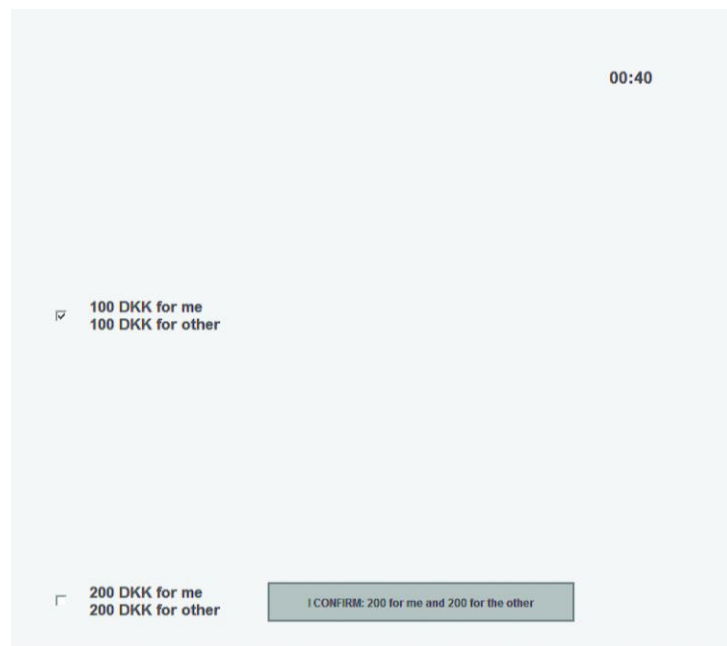 00:40
100 DKK for me
100 DKK for other
200 DKK for me
200 DKK for other
I CONFIRM: 200 for me and 200 for the other